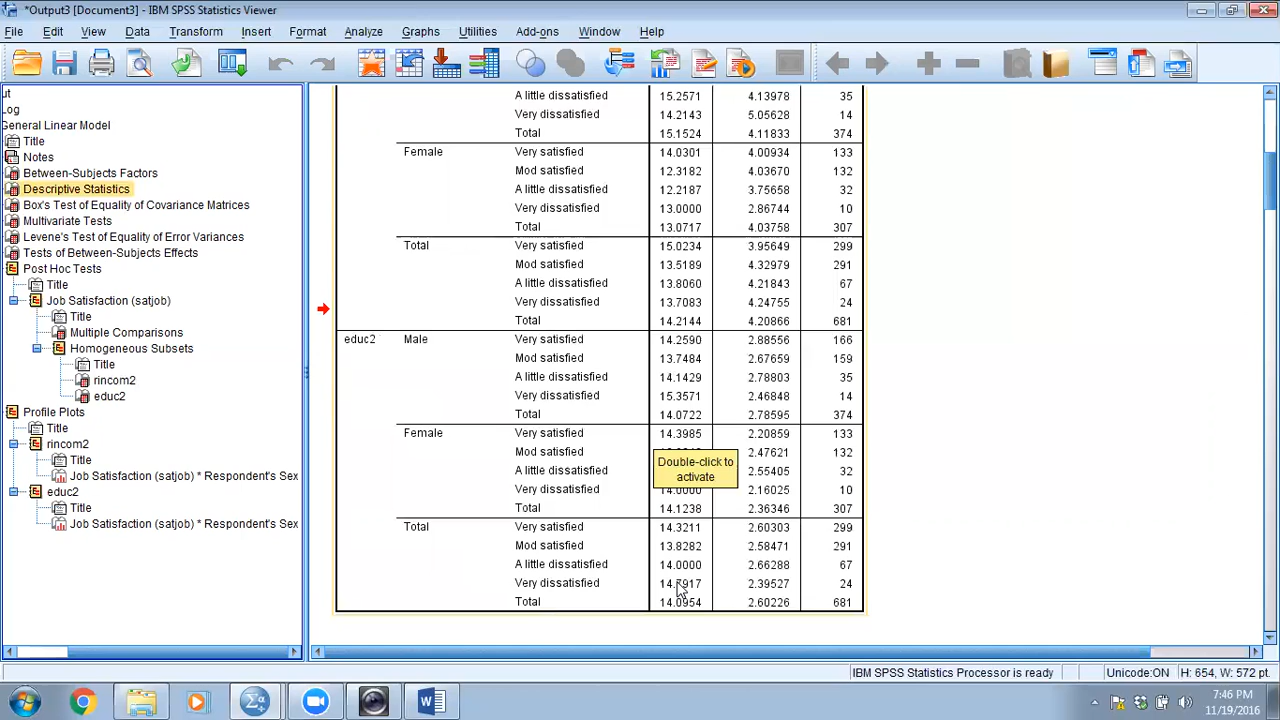 *Output3 [Document3] - IBM SPSS Statistics Viewer
File Edit View Data Transform Insert Format Analyze Graphs Utilities Add-ons Window Help
ut
Log
General Linear Model
Title
Notes
Between-Subjects Factors
Descriptive Statistics
Box's Test of Equality of Covariance Matrices
Multivariate Tests
Levene's Test of Equality of Error Variances
Tests of Between-Subjects Effects
Post Hoc Tests
Title
Job Satisfaction (satjob)
Title
Multiple Comparisons
Homogeneous Subsets
Title
rincom2
educ2
Profile Plots
Title
rincom2
Title
Job Satisfaction (satjob) * Respondent's Sex
educ2
Title
Job Satisfaction (satjob) * Respondent's Sex
A little dissatisfied 15.2571 4.13978 35
Very dissatisfied 14.2143 5.05628 14
Total 15.1524 4.11833 374
Female Very satisfied 14.0301 4.00934 133
Mod satisfied 12.3182 4.03670 132
A little dissatisfied 12.2187 3.75658 32
Very dissatisfied 13.0000 2.86744 10
Total 13.0717 4.03758 307
Total Very satisfied 15.0234 3.95649 299
Mod satisfied 13.5189 4.32979 291
A little dissatisfied 13.8060 4.21843 67
Very dissatisfied 13.7083 4.24755 24
Total 14.2144 4.20866 681
educ2 Male Very satisfied 14.2590 2.88556 166
Mod satisfied 13.7484 2.67659 159
A little dissatisfied 14.1429 2.78803 35
Very dissatisfied 15.3571 2.46848 14
Total 14.0722 2.78595 374
Female Very satisfied 14.3985 2.20859 133
Mod satisfied 2.47621 132
A little dissatisfied 2.55405 32
Very dissatisfied 14.0000 2.16025 10
Total 14.1238 2.36346 307
Total Very satisfied 14.3211 2.60303 299
Mod satisfied 13.8282 2.58471 291
A little dissatisfied 14.0000 2.66288 67
Very dissatisfied 2.39527 24
Total 14.0954 2.60226 681
Double-click to
activate
IBM SPSS Statistics Processor is ready Unicode:ON H: 654, W: 572 pt.
7:46 PM
11/19/2016